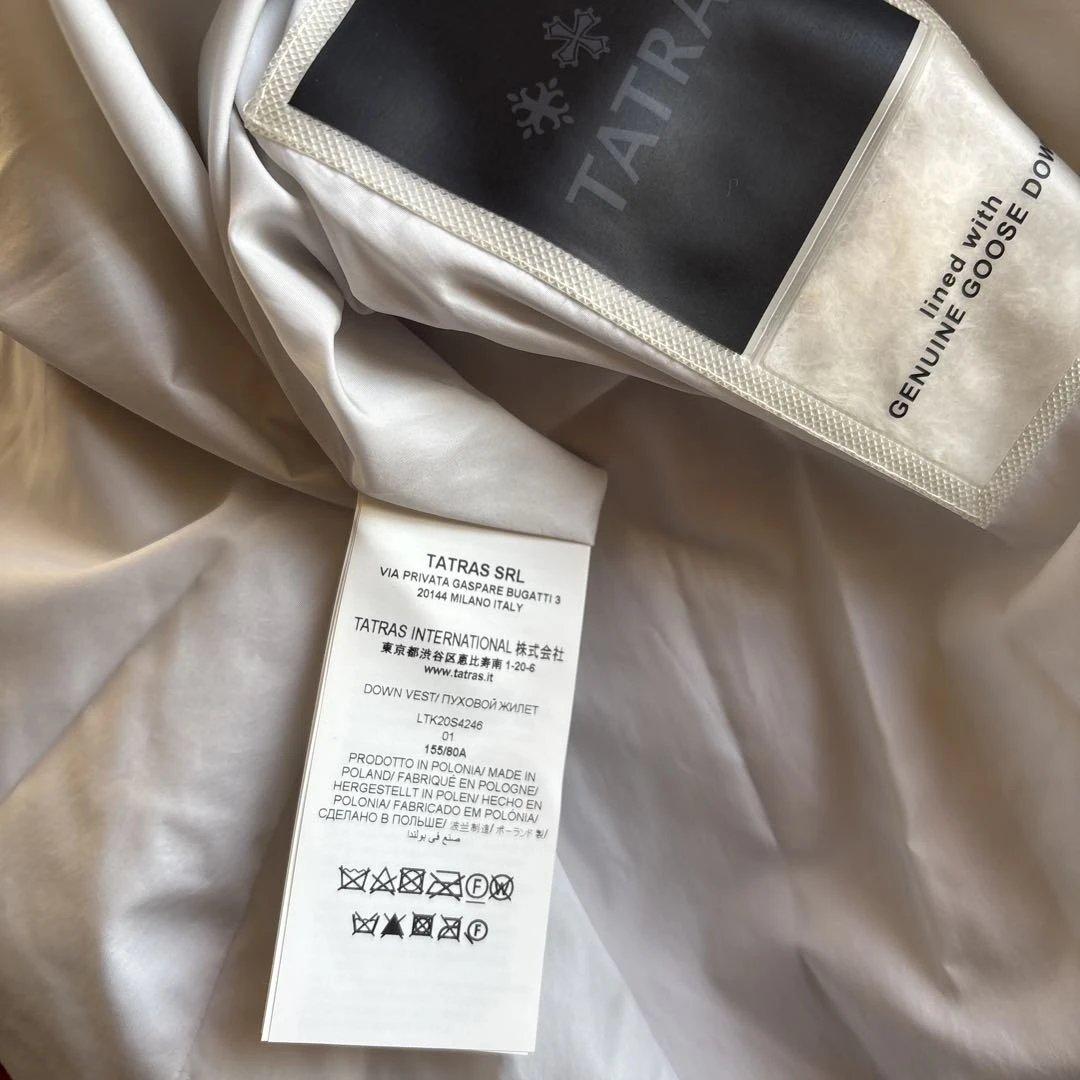 TATRA
lined with
GENUINE GOOSE DOW
TATRAS SRL
VIA PRIVATA GASPARE BUGATTI 3
20144 MILANO ITALY
TATRAS INTERNATIONAL 株式会社
東京都渋谷区恵比寿南 1-20-6
www.tatras.it
DOWN VEST/ ПУХОВОЙ ЖИЛЕТ
LTK20S4246
01
155/80A
PRODOTTO IN POLONIA/ MADE IN
POLAND/ FABRIQUÉ EN POLOGNE/
HERGESTELLT IN POLEN/ HECHO EN
POLONIA/ FABRICADO EM POLÓNIA/
СДЕЛАНО В ПОЛЬШЕ/ 波兰制造/ ポーランド製/
صنع في بولندا
F W
F